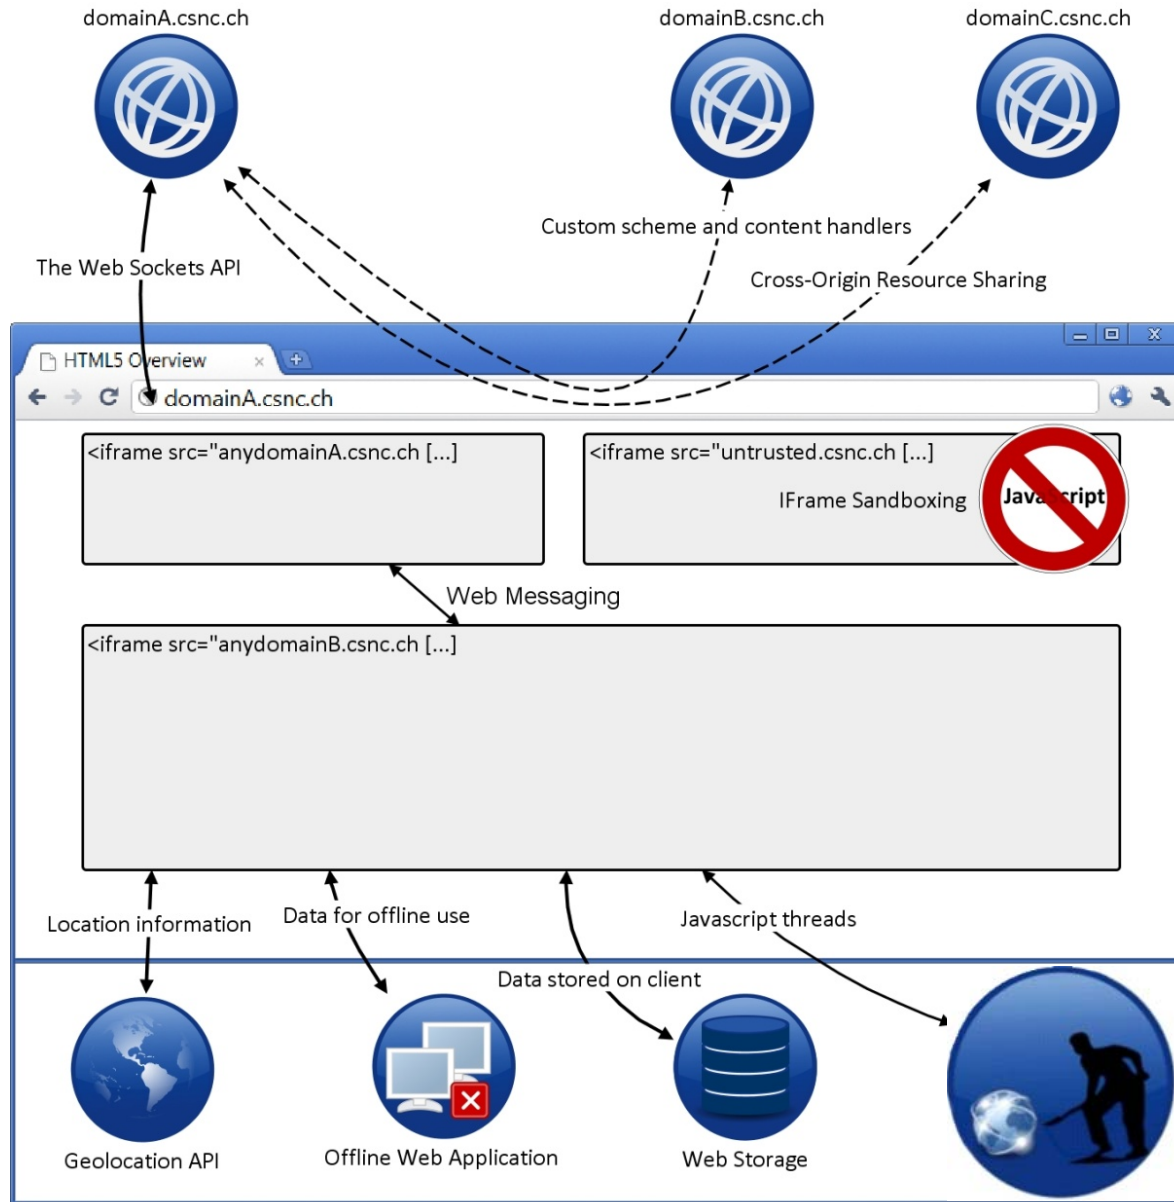 domainA.csnc.ch
domainB.csnc.ch
domainC.csnc.ch
Custom scheme and content handlers
The Web Sockets API
Cross-Origin Resource Sharing
HTML5 Overview
domainA.csnc.ch
<iframe src="anydomainA.csnc.ch [...]
<iframe src="untrusted.csnc.ch [...]
IFrame Sandboxing
JavaScript
Web Messaging
<iframe src="anydomainB.csnc.ch [...]
Location information
Data for offline use
Javascript threads
Data stored on client
Geolocation API
Offline Web Application
Web Storage